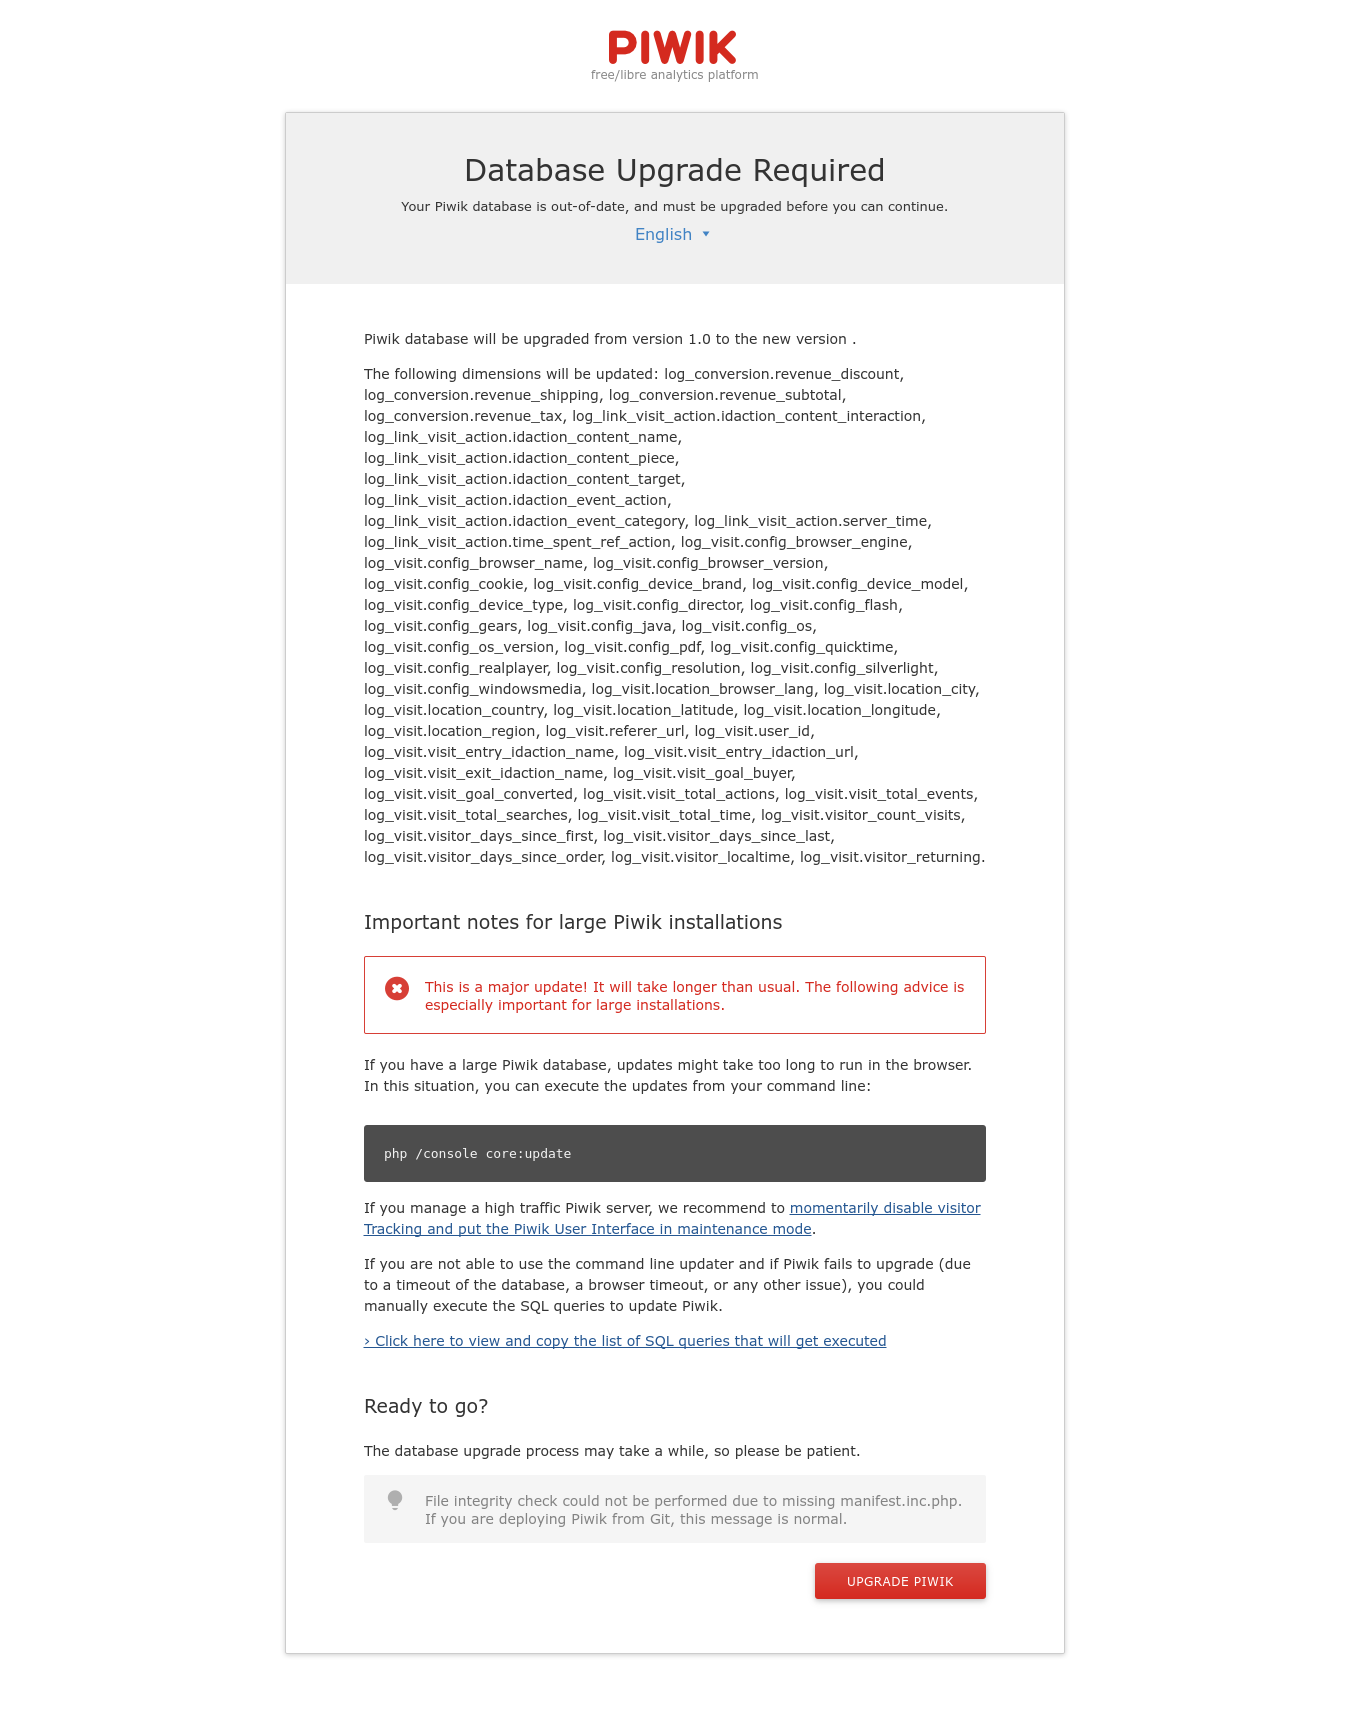 PIWIK
free/libre analytics platform
Database Upgrade Required
Your Piwik database is out-of-date, and must be upgraded before you can continue.
English
Piwik database will be upgraded from version 1.0 to the new version .
The following dimensions will be updated: log_conversion.revenue_discount,
log_conversion.revenue_shipping, log_conversion.revenue_subtotal,
log_conversion.revenue_tax, log_link_visit_action.idaction_content_interaction,
log_link_visit_action.idaction_content_name,
log_link_visit_action.idaction_content_piece,
log_link_visit_action.idaction_content_target,
log_link_visit_action.idaction_event_action,
log_link_visit_action.idaction_event_category, log_link_visit_action.server_time,
log_link_visit_action.time_spent_ref_action, log_visit.config_browser_engine,
log_visit.config_browser_name, log_visit.config_browser_version,
log_visit.config_cookie, log_visit.config_device_brand, log_visit.config_device_model,
log_visit.config_device_type, log_visit.config_director, log_visit.config_flash,
log_visit.config_gears, log_visit.config_java, log_visit.config_os,
log_visit.config_os_version, log_visit.config_pdf, log_visit.config_quicktime,
log_visit.config_realplayer, log_visit.config_resolution, log_visit.config_silverlight,
log_visit.config_windowsmedia, log_visit.location_browser_lang, log_visit.location_city,
log_visit.location_country, log_visit.location_latitude, log_visit.location_longitude,
log_visit.location_region, log_visit.referer_url, log_visit.user_id,
log_visit.visit_entry_idaction_name, log_visit.visit_entry_idaction_url,
log_visit.visit_exit_idaction_name, log_visit.visit_goal_buyer,
log_visit.visit_goal_converted, log_visit.visit_total_actions, log_visit.visit_total_events,
log_visit.visit_total_searches, log_visit.visit_total_time, log_visit.visitor_count_visits,
log_visit.visitor_days_since_first, log_visit.visitor_days_since_last,
log_visit.visitor_days_since_order, log_visit.visitor_localtime, log_visit.visitor_returning.
Important notes for large Piwik installations
This is a major update! It will take longer than usual. The following advice is
especially important for large installations.
If you have a large Piwik database, updates might take too long to run in the browser.
In this situation, you can execute the updates from your command line:
php /console core:update
If you manage a high traffic Piwik server, we recommend to momentarily disable visitor
Tracking and put the Piwik User Interface in maintenance mode.
If you are not able to use the command line updater and if Piwik fails to upgrade (due
to a timeout of the database, a browser timeout, or any other issue), you could
manually execute the SQL queries to update Piwik.
› Click here to view and copy the list of SQL queries that will get executed
Ready to go?
The database upgrade process may take a while, so please be patient.
File integrity check could not be performed due to missing manifest.inc.php.
If you are deploying Piwik from Git, this message is normal.
UPGRADE PIWIK